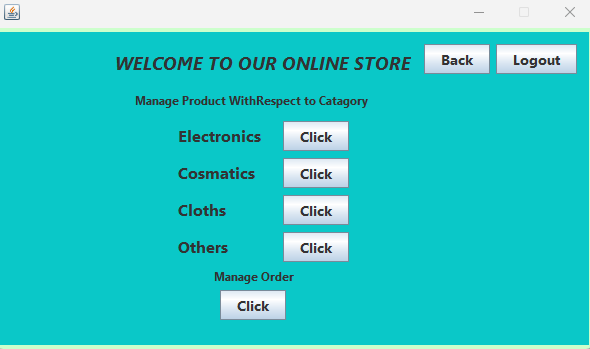 WELCOME TO OUR ONLINE STORE
Back
Logout
Manage Product WithRespect to Catagory
Electronics Click
Cosmatics Click
Cloths Click
Others Click
Manage Order
Click